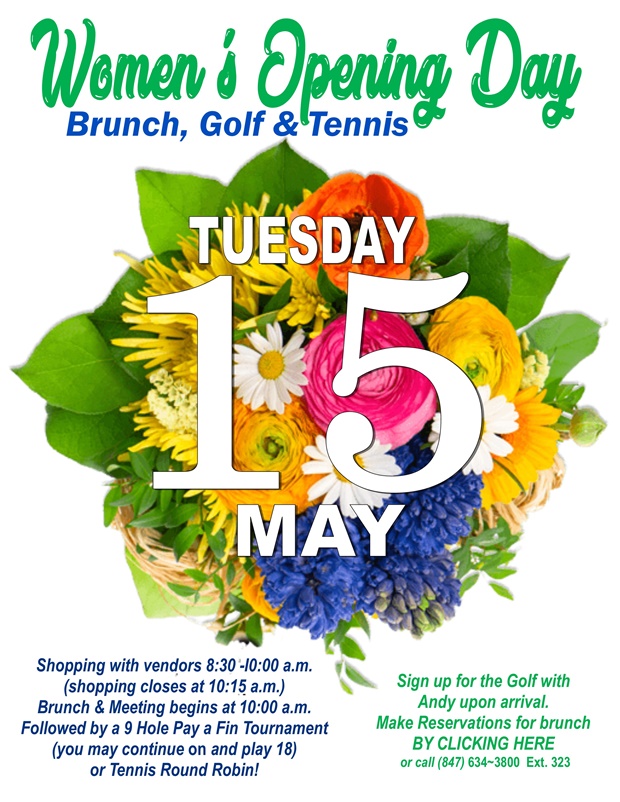 Women's Opening Day
Brunch, Golf & Tennis
TUESDAY
15
MAY
Shopping with vendors 8:30 -10:00 a.m.
(shopping closes at 10:15 a.m.)
Brunch & Meeting begins at 10:00 a.m.
Followed by a 9 Hole Pay a Fin Tournament
(you may continue on and play 18)
or Tennis Round Robin!
Sign up for the Golf with
Andy upon arrival.
Make Reservations for brunch
BY CLICKING HERE
or call (847) 634~3800 Ext. 323